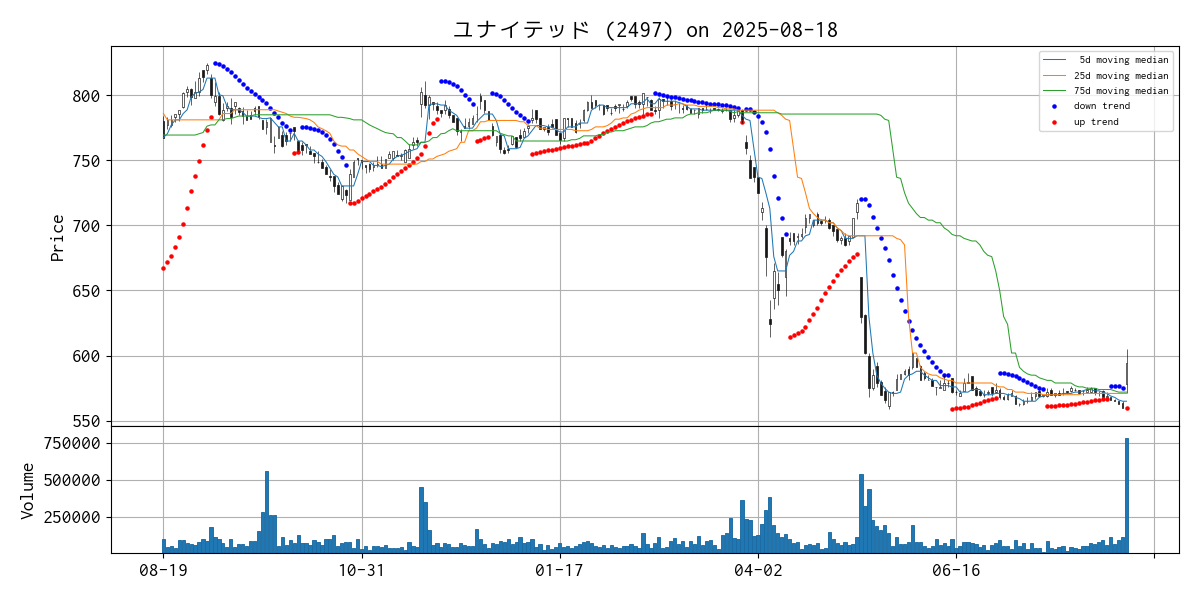 ユナイテッド (2497) on 2025-08-18
5d moving median
25d moving median
75d moving median
down trend
up trend
Price
800
750
700
650
600
550
Volume
750000
500000
250000
08-19 10-31 01-17 04-02 06-16